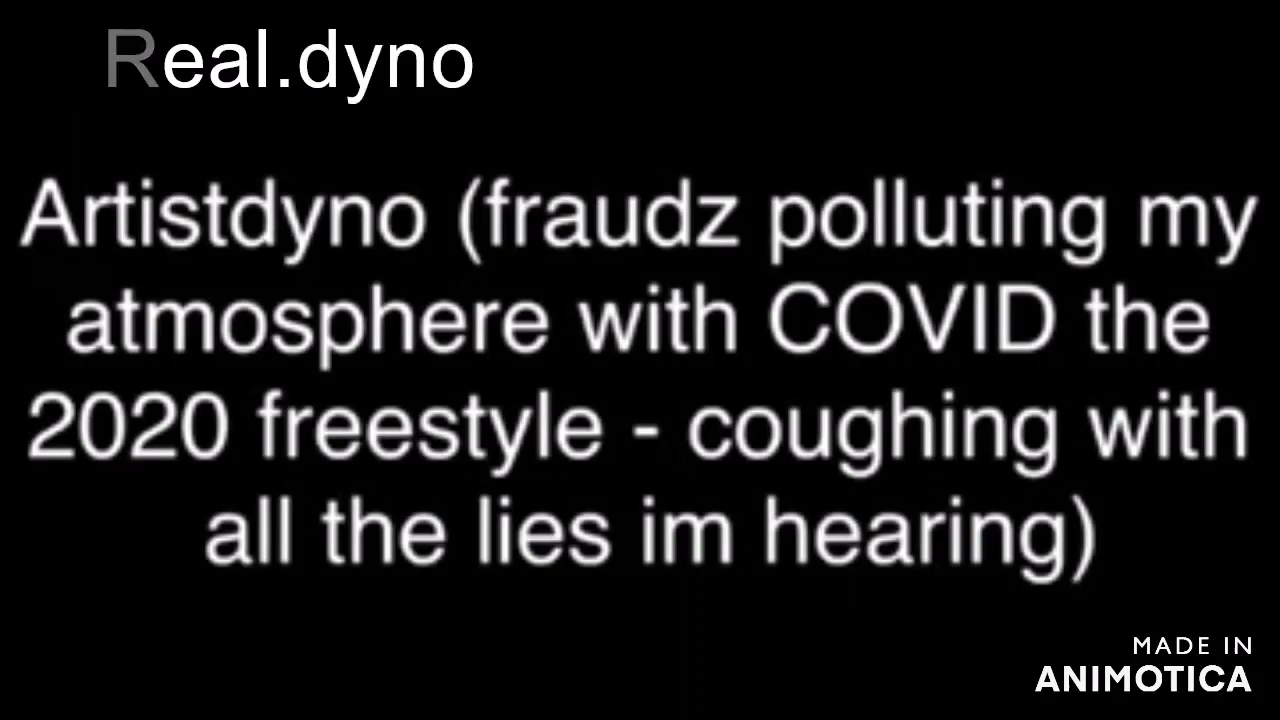 Real.dyno
Artistdyno (fraudz polluting my
atmosphere with COVID the
2020 freestyle - coughing with
all the lies im hearing)
MADE IN
ANIMOTICA